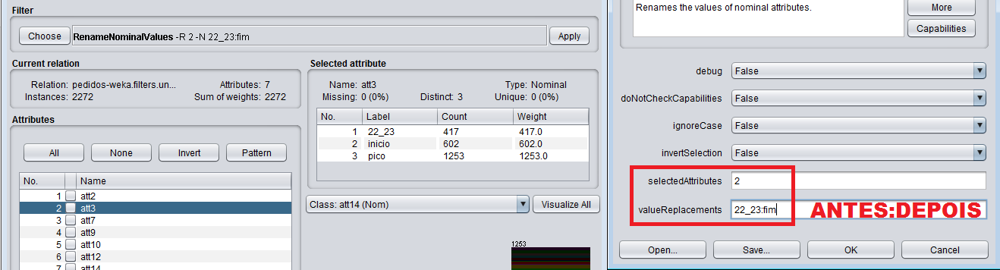 Filter
Choose RenameNominalValues -R 2 -N 22_23:fim Apply
Current relation
Relation: pedidos-weka.filters.un... Attributes: 7
Instances: 2272 Sum of weights: 2272
Attributes
All None Invert Pattern
No. Name
1 att2
2 att3
3 att7
4 att9
5 att10
6 att12
7 att14
Selected attribute
Name: att3 Type: Nominal
Missing: 0 (0%) Distinct: 3 Unique: 0 (0%)
No. Label Count Weight
1 22_23 417 417.0
2 inicio 602 602.0
3 pico 1253 1253.0
Class: att14 (Nom) Visualize All
1253
Renames the values of nominal attributes.
More
Capabilities
debug False
doNotCheckCapabilities False
ignoreCase False
invertSelection False
selectedAttributes 2
valueReplacements 22_23:fim ANTES:DEPOIS
Open... Save... OK Cancel